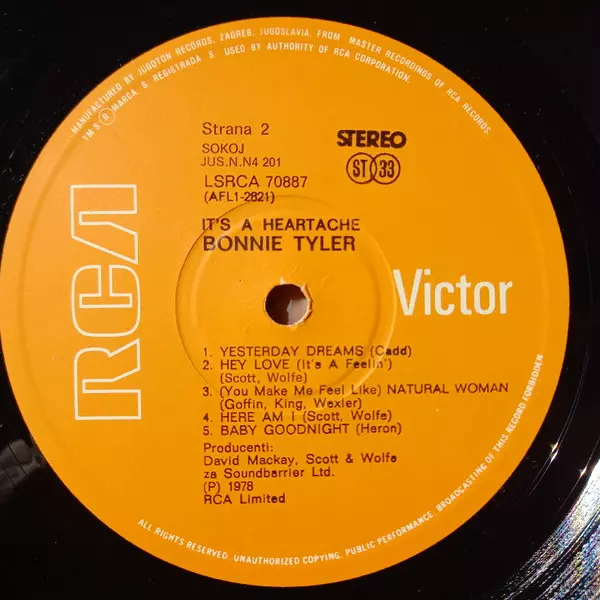 MANUFACTURED BY JUGOTON RECORDS, ZAGREB, JUGOSLAVIA, FROM MASTER RECORDINGS OF RCA RECORDS.
TM S ® MARCA. S. REGISTRADA S. USED BY AUTHORITY OF RCA CORPORATION
Strana 2
STEREO
SOKOJ
JUS.N.N4 201
ST 33
LSRCA 70887
(AFL1-2821)
IT'S A HEARTACHE
BONNIE TYLER
RCA
Victor
1. YESTERDAY DREAMS (Cadd)
2. HEY LOVE (It's A Feelin')
(Scott, Wolfe)
3. (You Make Me Feel Like) NATURAL WOMAN
(Goffin, King, Wexler)
4. HERE AM I (Scott, Wolfe)
5. BABY GOODNIGHT (Heron)
Producenti:
David Mackay, Scott & Wolfe
za Soundbarrier Ltd.
(P) 1978
RCA Limited
ALL RIGHTS RESERVED. UNAUTHORIZED COPYING, PUBLIC PERFORMANCE, BROADCASTING OF THIS RECORD FORBIDDEN.